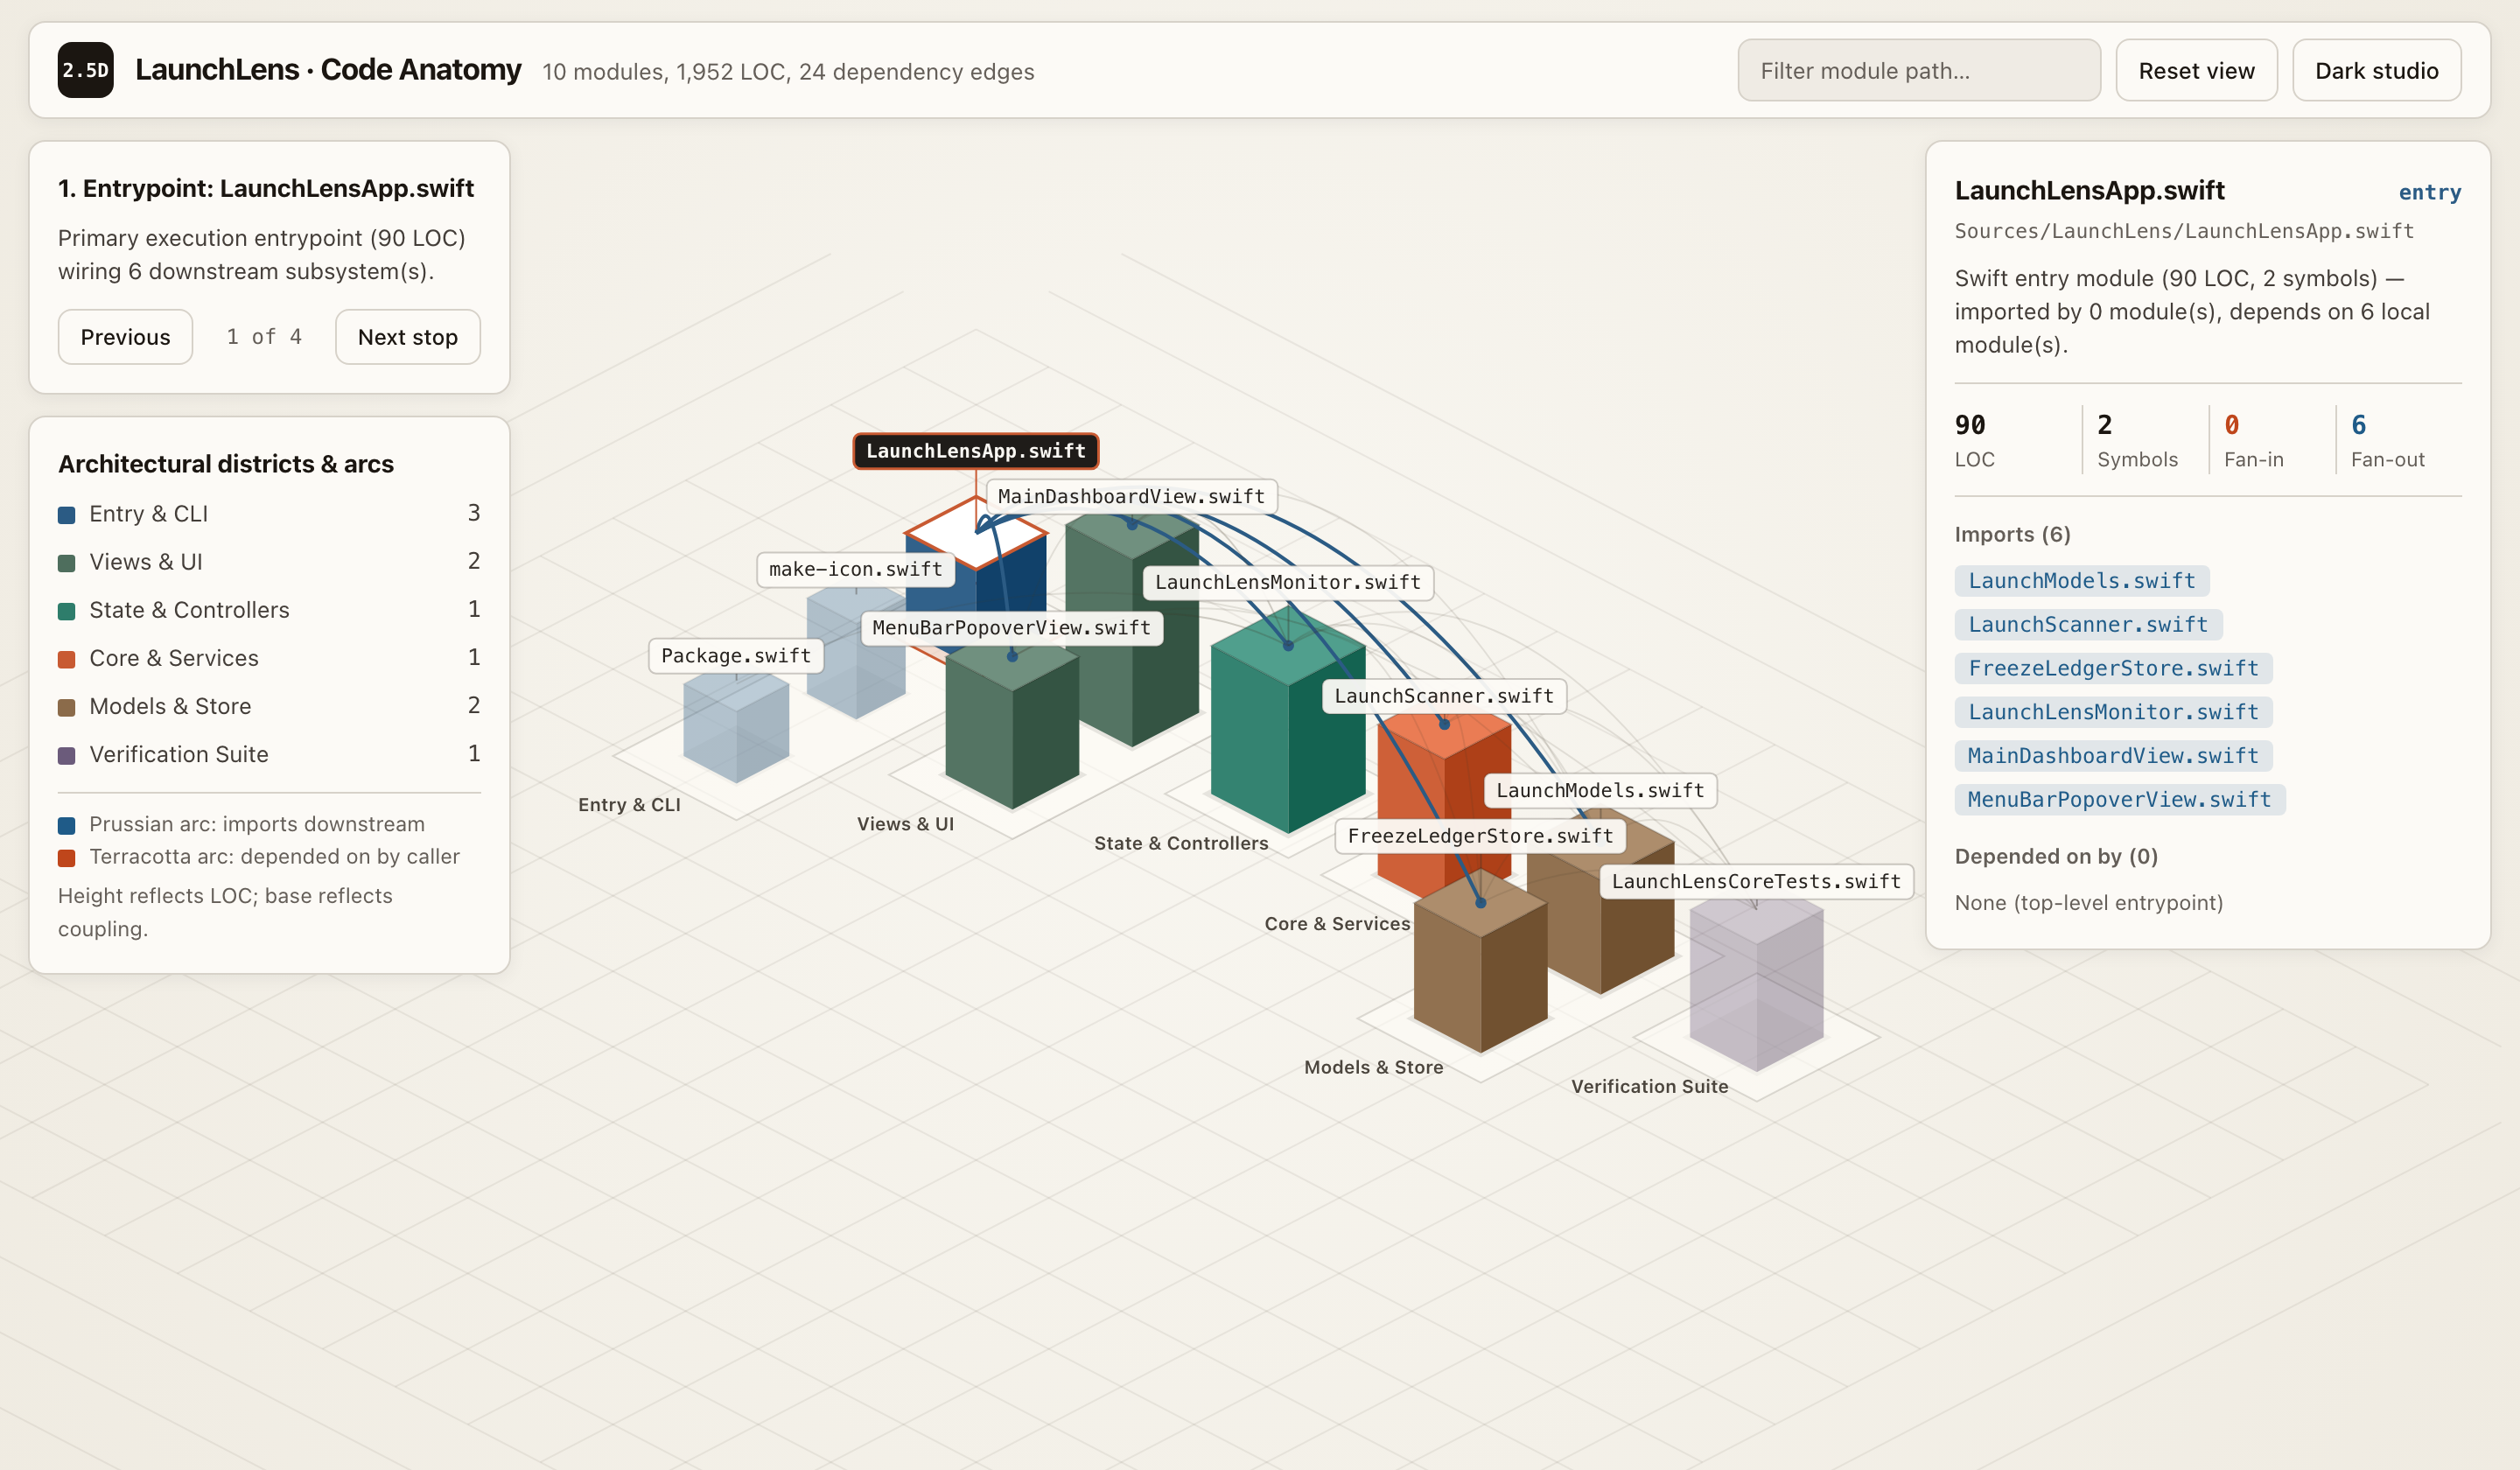 2.5D
LaunchLens · Code Anatomy
10 modules, 1,952 LOC, 24 dependency edges
Filter module path...
Reset view
Dark studio
1. Entrypoint: LaunchLensApp.swift
Primary execution entrypoint (90 LOC)
wiring 6 downstream subsystem(s).
Previous
1 of 4
Next stop
Architectural districts & arcs
Entry & CLI 3
Views & UI 2
State & Controllers 1
Core & Services 1
Models & Store 2
Verification Suite 1
Prussian arc: imports downstream
Terracotta arc: depended on by caller
Height reflects LOC; base reflects
coupling.
LaunchLensApp.swift
MainDashboardView.swift
make-icon.swift
LaunchLensMonitor.swift
MenuBarPopoverView.swift
Package.swift
LaunchScanner.swift
LaunchModels.swift
Entry & CLI
Views & UI
FreezeLedgerStore.swift
State & Controllers
LaunchLensCoreTests.swift
Core & Services
Models & Store
Verification Suite
LaunchLensApp.swift
entry
Sources/LaunchLens/LaunchLensApp.swift
Swift entry module (90 LOC, 2 symbols) —
imported by 0 module(s), depends on 6 local
module(s).
90 2 0 6
LOC Symbols Fan-in Fan-out
Imports (6)
LaunchModels.swift
LaunchScanner.swift
FreezeLedgerStore.swift
LaunchLensMonitor.swift
MainDashboardView.swift
MenuBarPopoverView.swift
Depended on by (0)
None (top-level entrypoint)